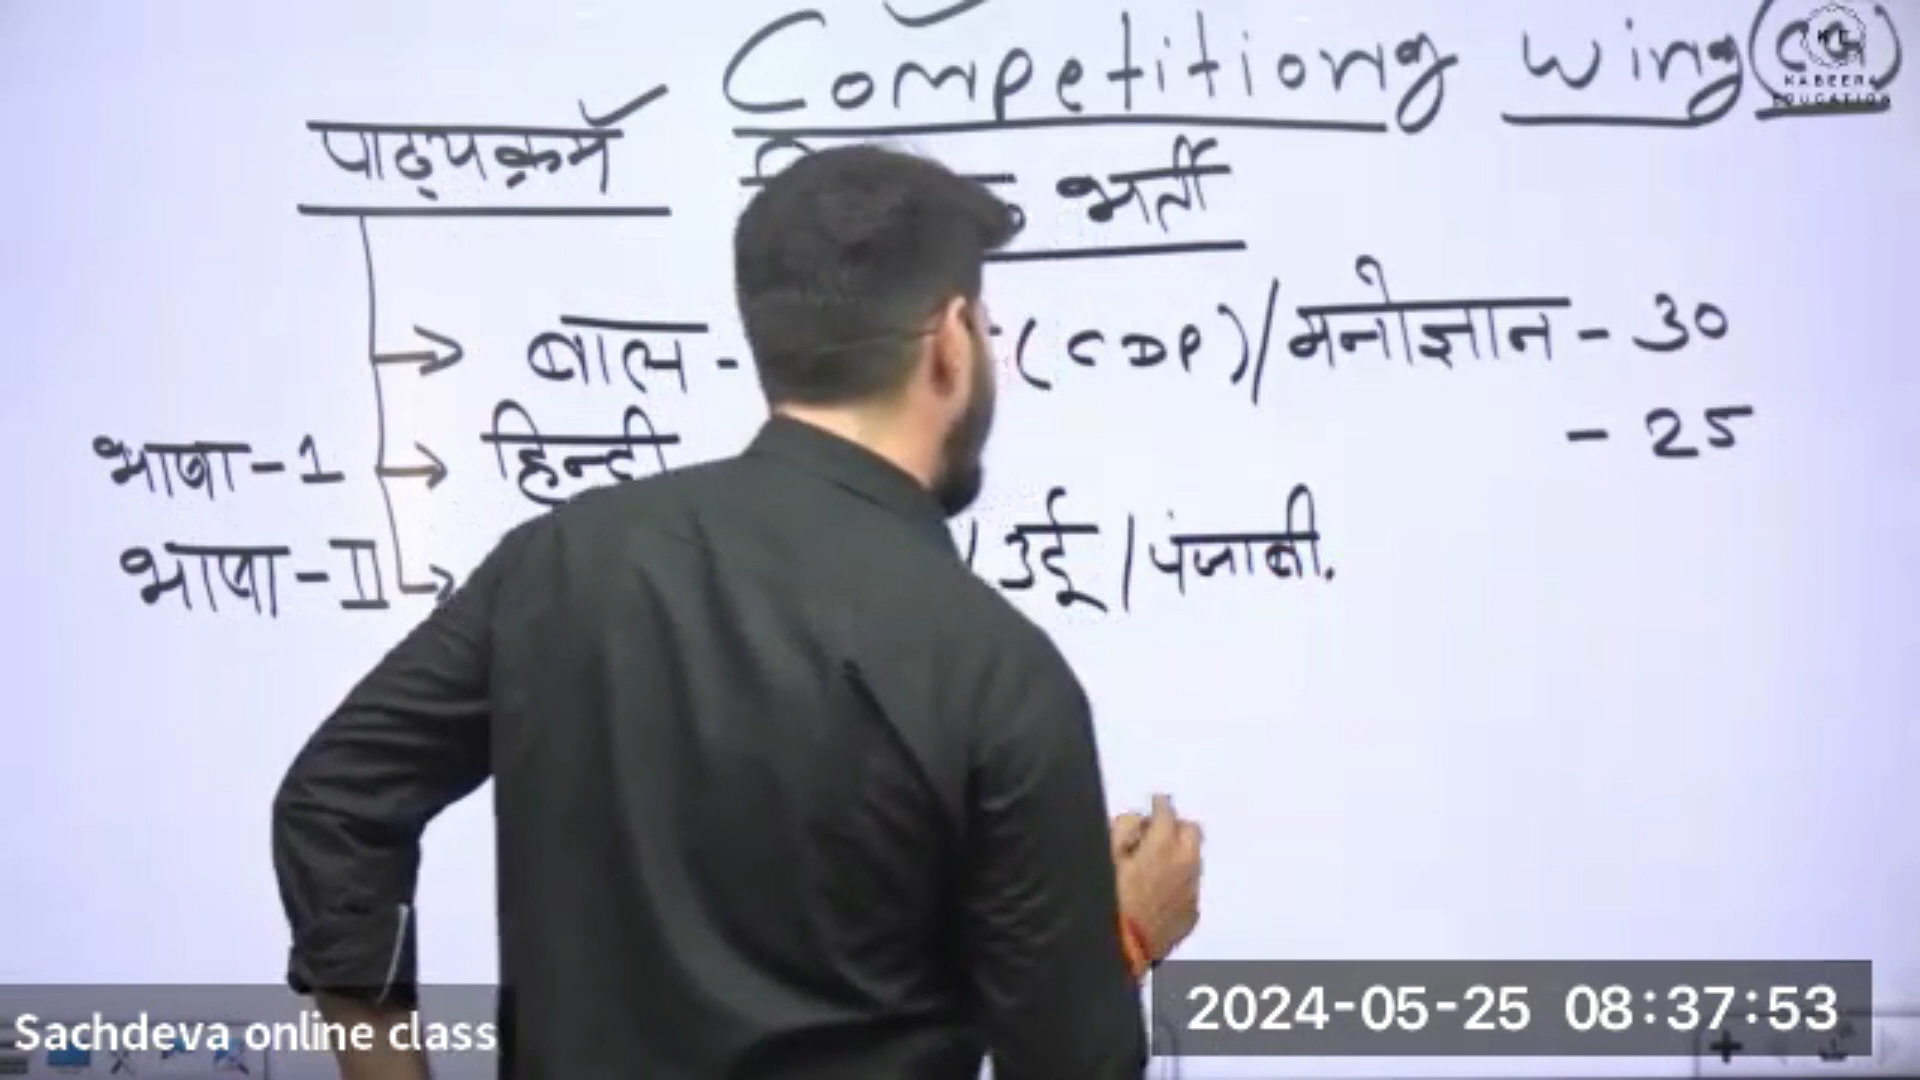 Competitiong wing (CG)
KABEERA
EDUCATION
पाठ्यक्रम
भर्ती
बाल - (CDP)/मनोज्ञान - 30
भाषा-1 → हिन्दी - 25
भाषा-II → / उर्दू / पंजाबी.
Sachdeva online class
2024-05-25 08:37:53